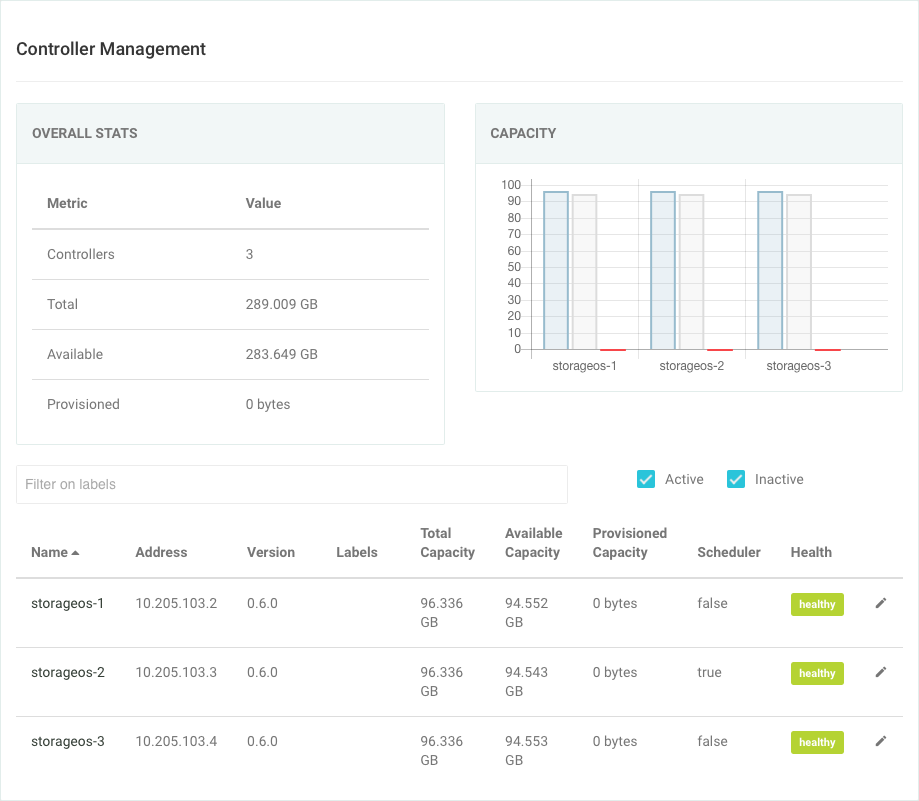 Controller Management
OVERALL STATS
Metric Value
Controllers 3
Total 289.009 GB
Available 283.649 GB
Provisioned 0 bytes
CAPACITY
100
90
80
70
60
50
40
30
20
10
0
storageos-1 storageos-2 storageos-3
Filter on labels
Active Inactive
Name Address Version Labels Total Capacity Available Capacity Provisioned Capacity Scheduler Health
storageos-1 10.205.103.2 0.6.0 96.336 GB 94.552 GB 0 bytes false healthy
storageos-2 10.205.103.3 0.6.0 96.336 GB 94.543 GB 0 bytes true healthy
storageos-3 10.205.103.4 0.6.0 96.336 GB 94.553 GB 0 bytes false healthy